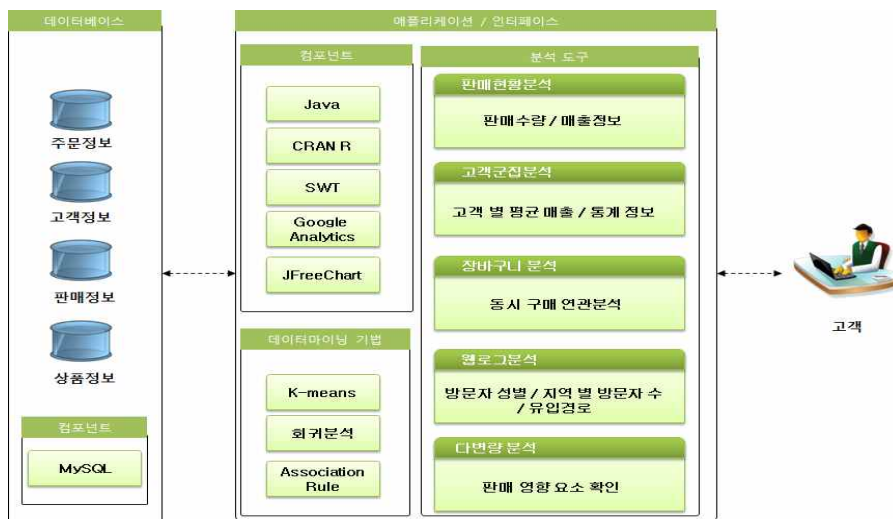 데이터베이스
주문정보
고객정보
판매정보
상품정보
컴포넌트
MySQL
애플리케이션 / 인터페이스
컴포넌트
Java
CRAN R
SWT
Google
Analytics
JFreeChart
데이터마이닝 기법
K-means
회귀분석
Association
Rule
분석 도구
판매현황분석
판매수량 / 매출정보
고객군집분석
고객 별 평균 매출 / 통계 정보
장바구니 분석
동시 구매 연관분석
웹로그분석
방문자 성별 / 지역 별 방문자 수
/ 유입경로
다변량 분석
판매 영향 요소 확인
고객